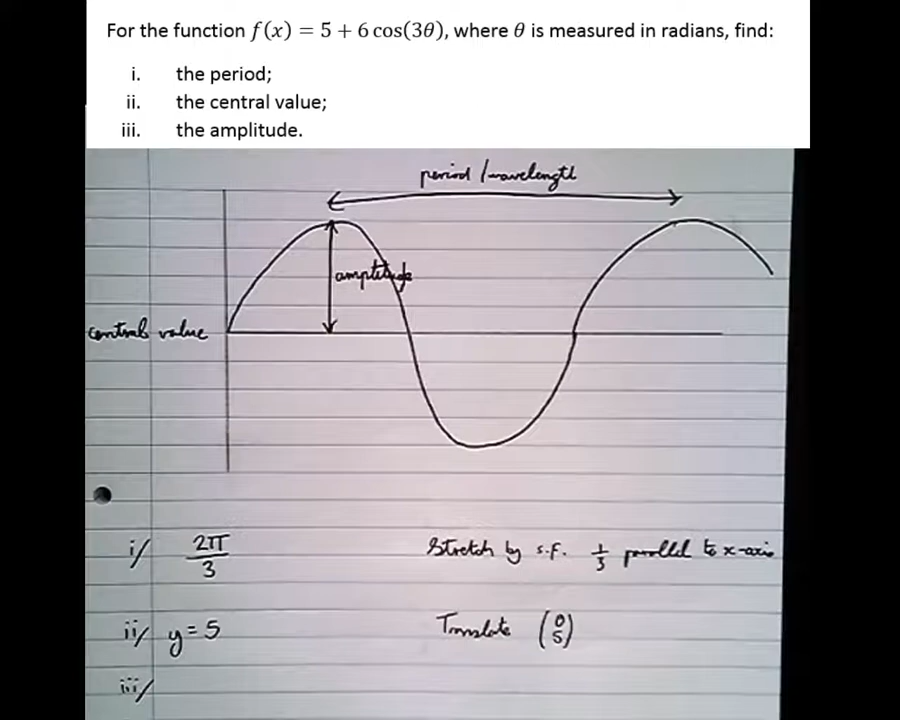 For the function f(x) = 5 + 6 cos(3θ), where θ is measured in radians, find:
i. the period;
ii. the central value;
iii. the amplitude.
period / wavelength
amplitude
central value
i/ 2π/3 Stretch by s.f. 1/3 parallel to x-axis
ii/ y = 5 Translate (0 5)
iii/